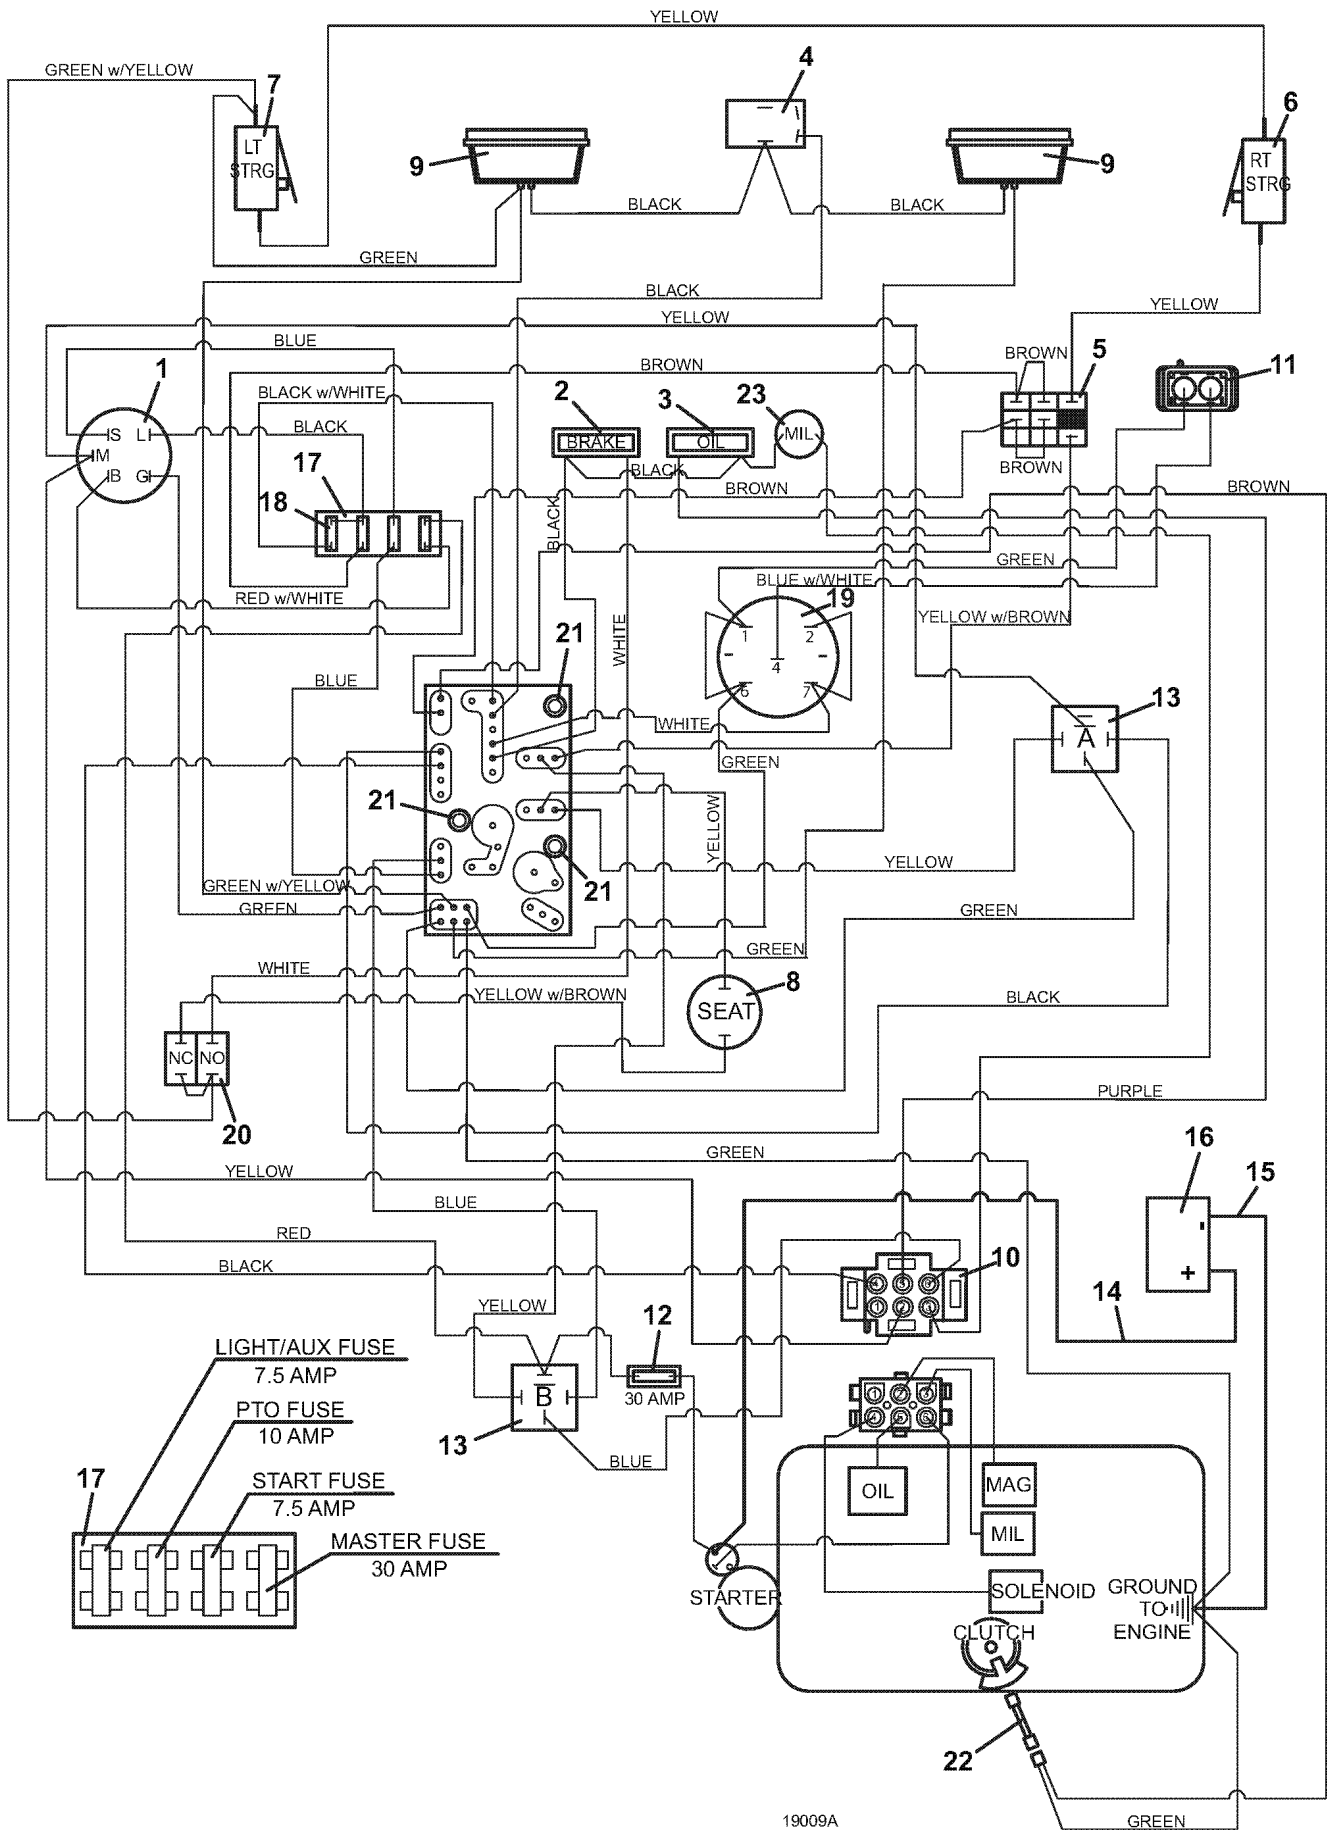 YELLOW
GREEN w/YELLOW
7
4
6
LT
STRG
9
9
RT
STRG
BLACK
BLACK
GREEN
BLACK
YELLOW
YELLOW
BLUE
BROWN
BROWN
5
11
1
BLACK w/WHITE
2
3
23
S L
BLACK
BRAKE
OIL
MIL
M
17
BLACK
BROWN
B G
18
BROWN
BROWN
BLACK
GREEN
BLUE w/WHITE
RED w/WHITE
19
YELLOW w/BROWN
21
WHITE
1
2
4
6
7
BLUE
13
WHITE
A
GREEN
21
YELLOW
21
YELLOW
GREEN w/YELLOW
GREEN
GREEN
GREEN
WHITE
8
YELLOW w/BROWN
BLACK
SEAT
NC NO
20
PURPLE
16
GREEN
15
YELLOW
BLUE
RED
BLACK
10
1 2
14
YELLOW
12
LIGHT/AUX FUSE
7.5 AMP
B
30 AMP
1
PTO FUSE
10 AMP
13
BLUE
17
START FUSE
7.5 AMP
OIL
MAG
MIL
MASTER FUSE
30 AMP
STARTER
SOLENOID
GROUND
TO
ENGINE
CLUTCH
22
GREEN
19009A